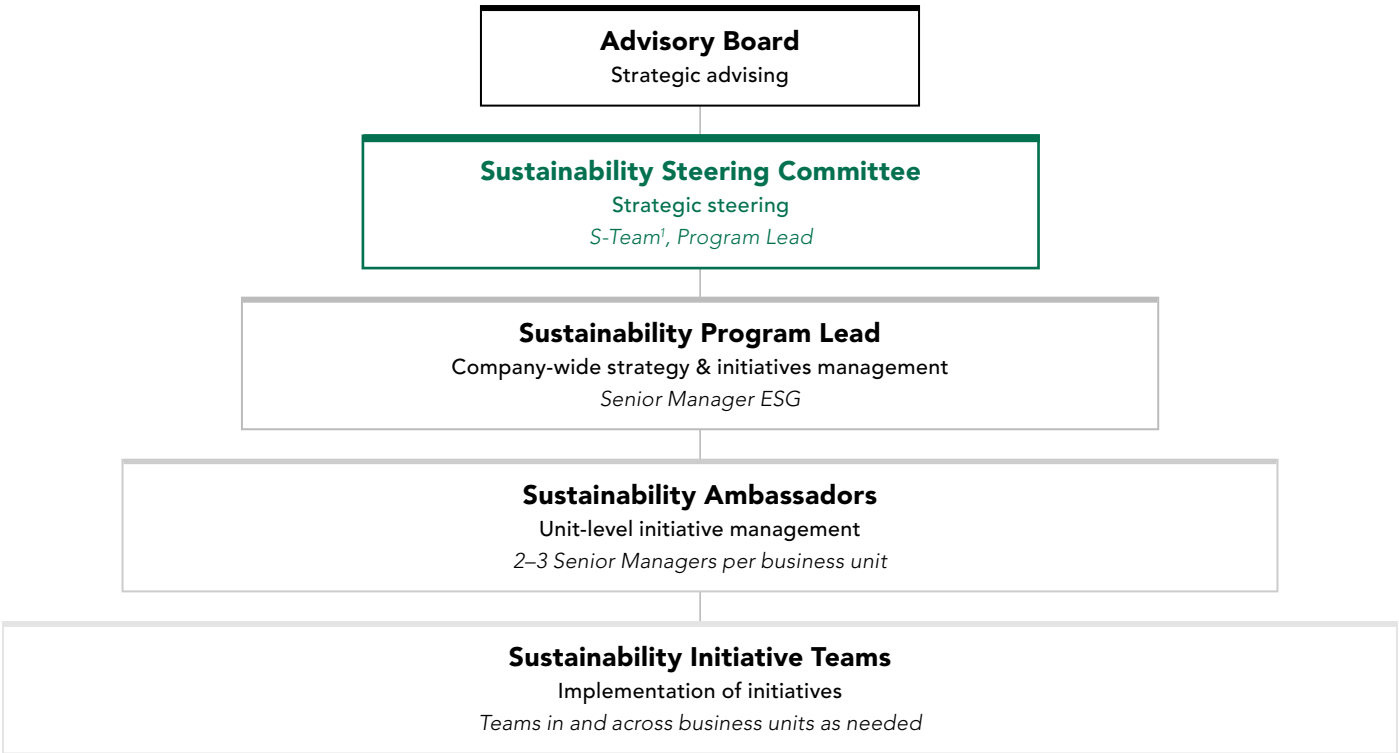 Advisory Board
Strategic advising
Sustainability Steering Committee
Strategic steering
S-Team¹, Program Lead
Sustainability Program Lead
Company-wide strategy & initiatives management
Senior Manager ESG
Sustainability Ambassadors
Unit-level initiative management
2–3 Senior Managers per business unit
Sustainability Initiative Teams
Implementation of initiatives
Teams in and across business units as needed